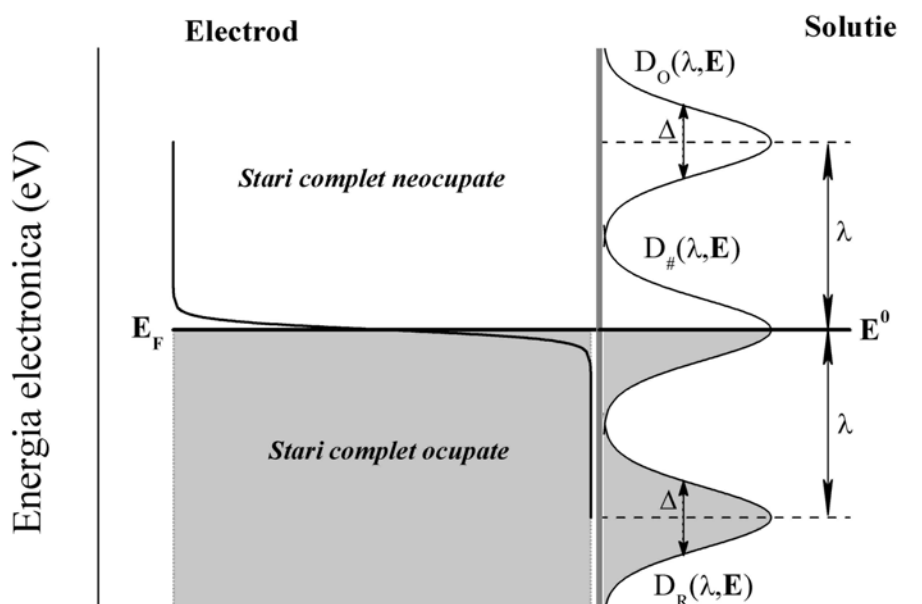 Electrod
Solutie
Energia electronica (eV)
D_O(λ,E)
Δ
Stari complet neocupate
λ
D_#(λ,E)
E_F
E^0
λ
Stari complet ocupate
Δ
D_R(λ,E)